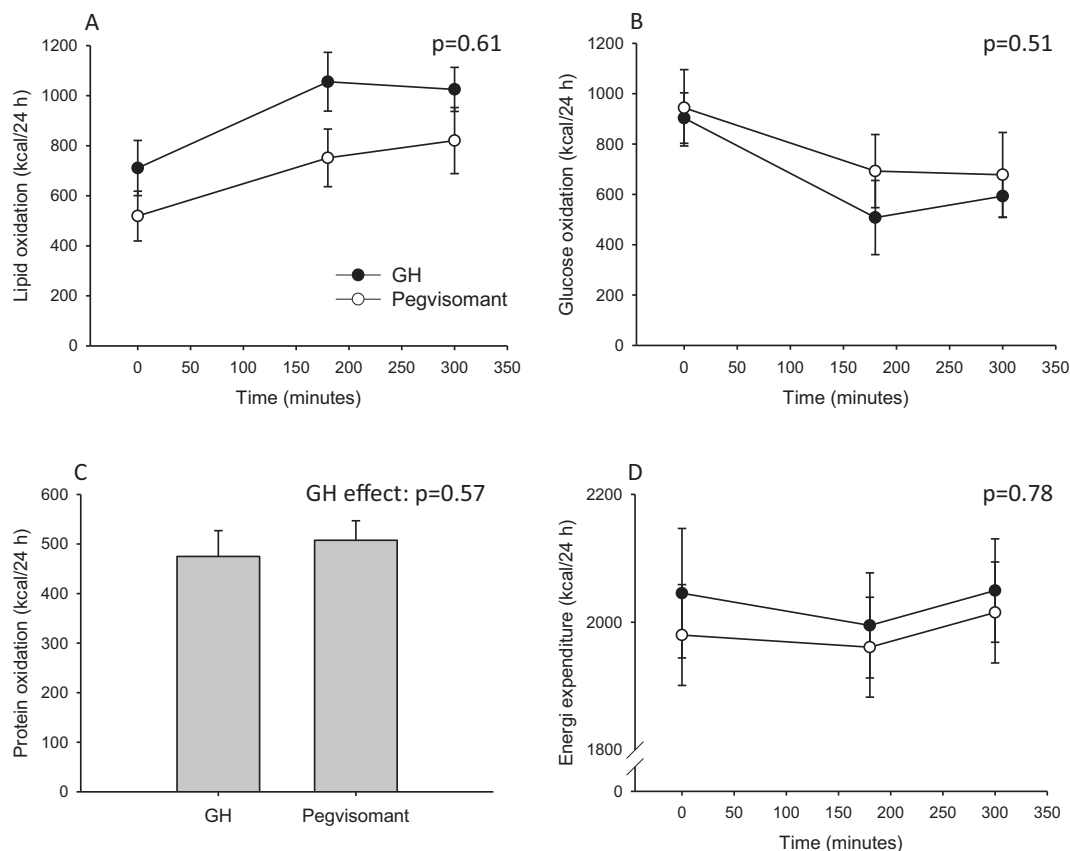 A
p=0.61
Lipid oxidation (kcal/24 h)
1200
1000
800
600
400
200
0
GH
Pegvisomant
0 50 100 150 200 250 300 350
Time (minutes)
B
p=0.51
Glucose oxidation (kcal/24 h)
1200
1000
800
600
400
200
0
0 50 100 150 200 250 300 350
Time (minutes)
C
GH effect: p=0.57
Protein oxidation (kcal/24 h)
600
500
400
300
200
100
0
GH Pegvisomant
D
p=0.78
Energi expenditure (kcal/24 h)
2200
2000
1800
0
0 50 100 150 200 250 300 350
Time (minutes)